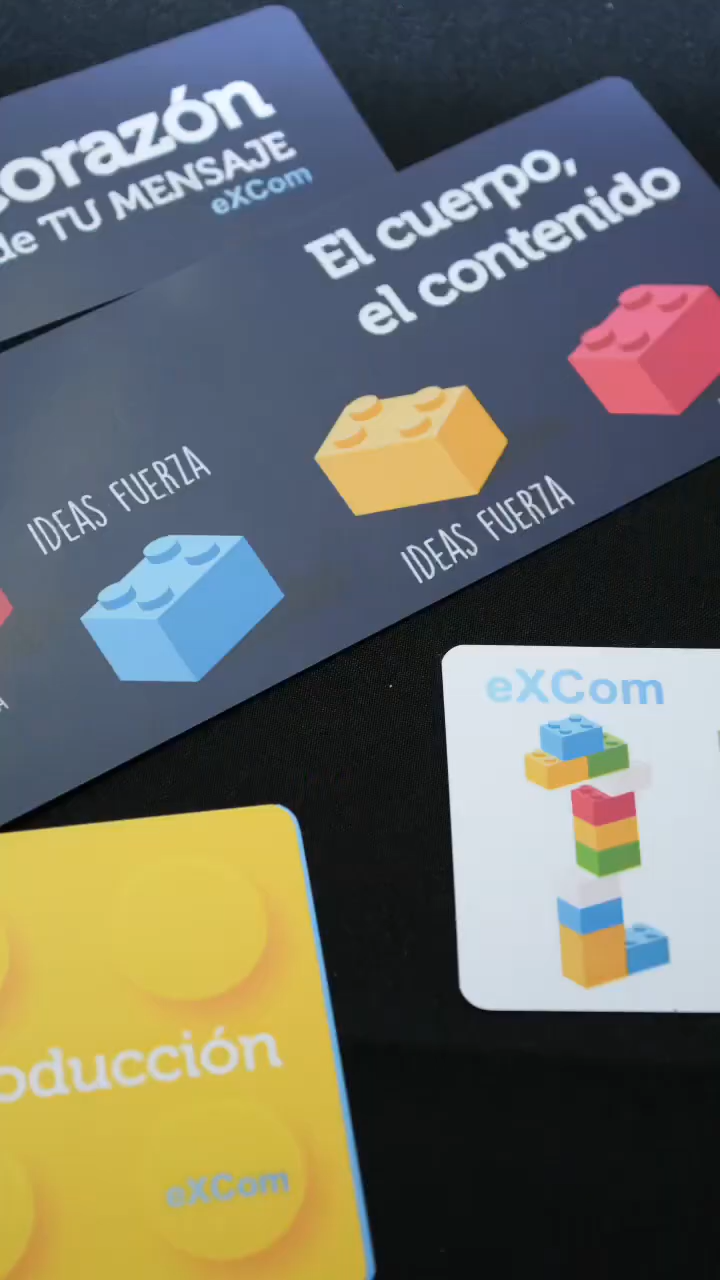 corazón
de TU MENSAJE
eXCom
El cuerpo,
el contenido
IDEAS FUERZA
IDEAS FUERZA
eXCom
oducción
eXCom